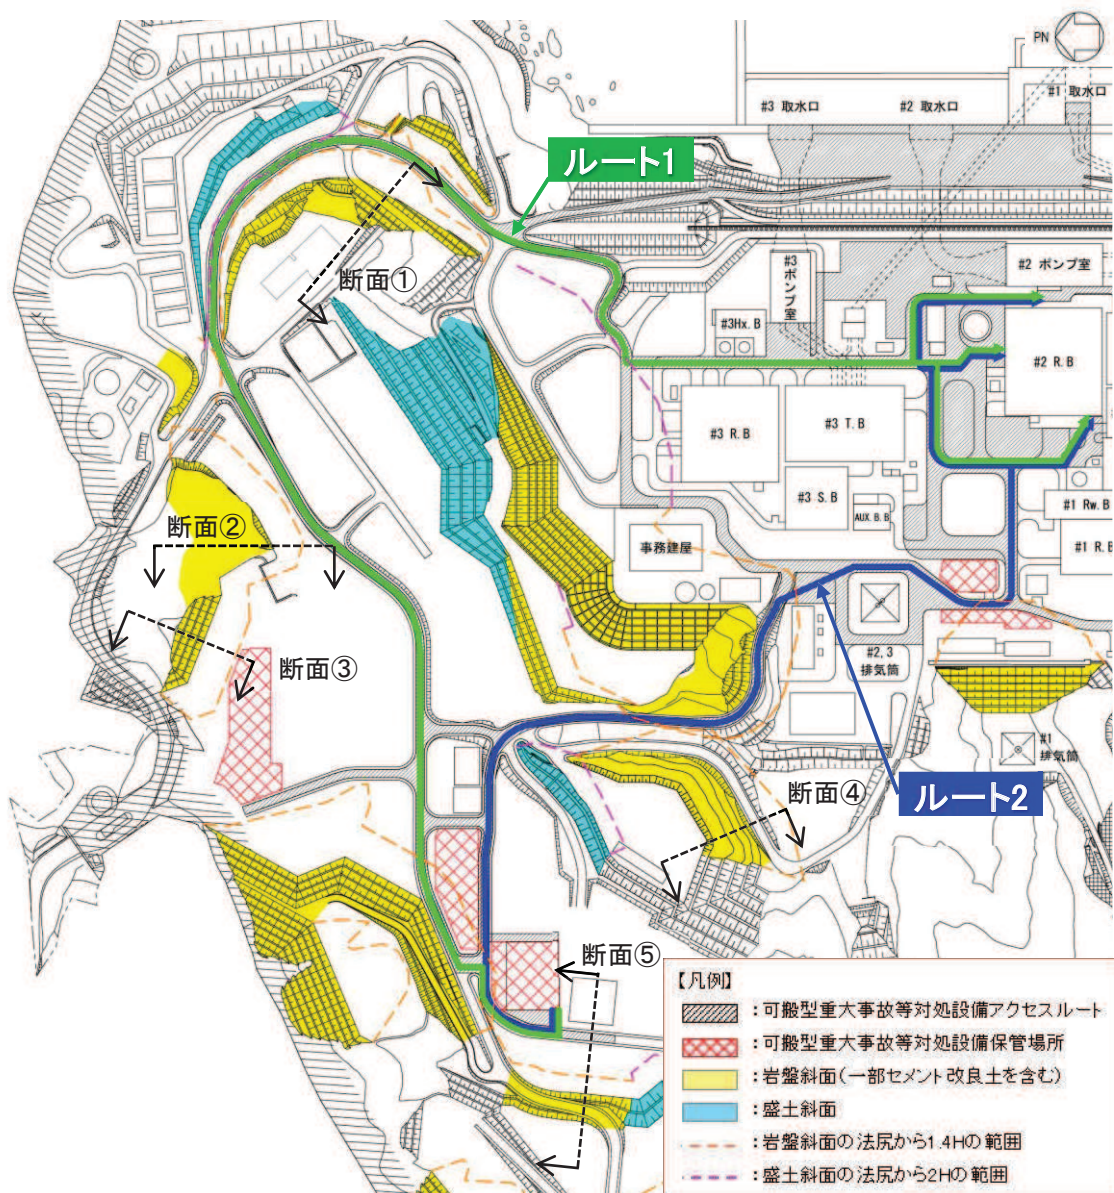 PN
#3 取水口
#2 取水口
#1 取水口
ルート1
#3
ポンプ室
#2 ポンプ室
断面①
#3Hx. B
#2 R. B
#3 R. B
#3 T. B
#3 S. B
AUX. B. B
#1 Rw. B
断面②
事務建屋
#1 R. B
断面③
#2, 3
排気筒
#1
排気筒
断面④
ルート2
断面⑤
【凡例】
：可搬型重大事故等対処設備アクセスルート
：可搬型重大事故等対処設備保管場所
：岩盤斜面(一部セメント改良土を含む)
：盛土斜面
：岩盤斜面の法尻から1.4Hの範囲
：盛土斜面の法尻から2Hの範囲